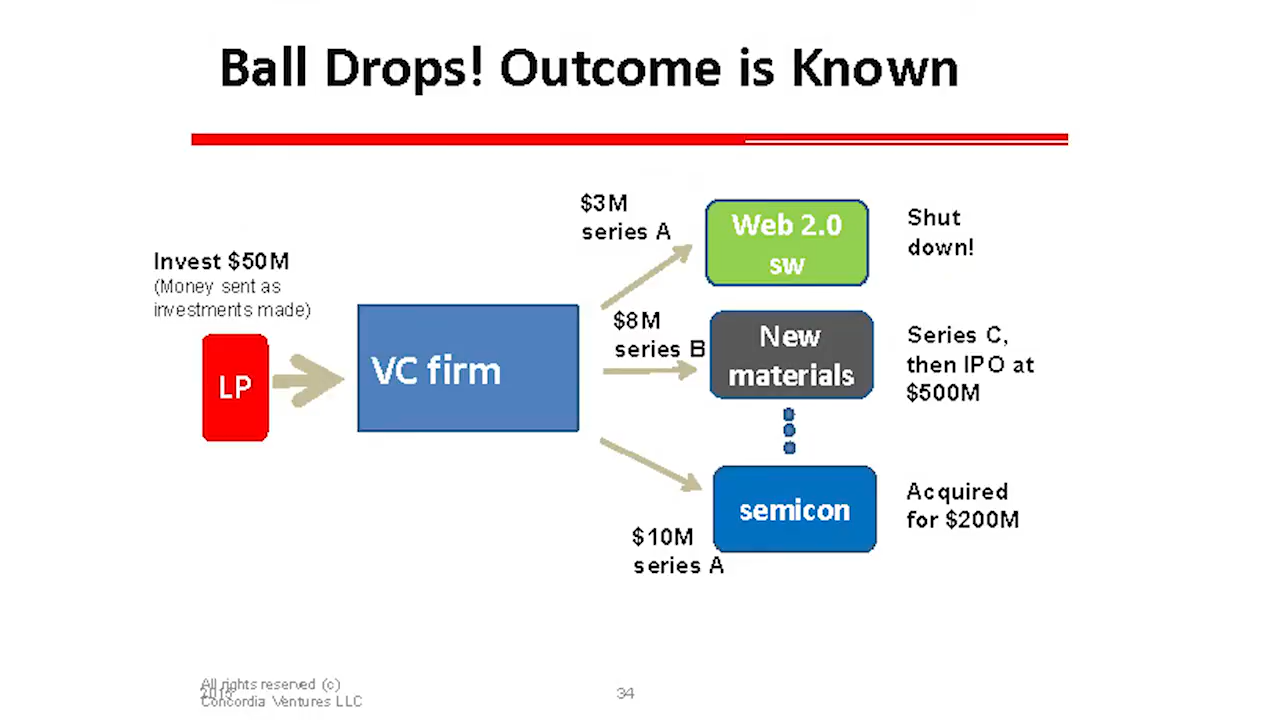 Ball Drops! Outcome is Known
$3M
series A
Web 2.0
sw
Shut
down!
Invest $50M
(Money sent as
investments made)
LP
VC firm
$8M
series B
New
materials
Series C,
then IPO at
$500M
semicon
Acquired
for $200M
$10M
series A
All rights reserved (c)
Concordia Ventures LLC
34